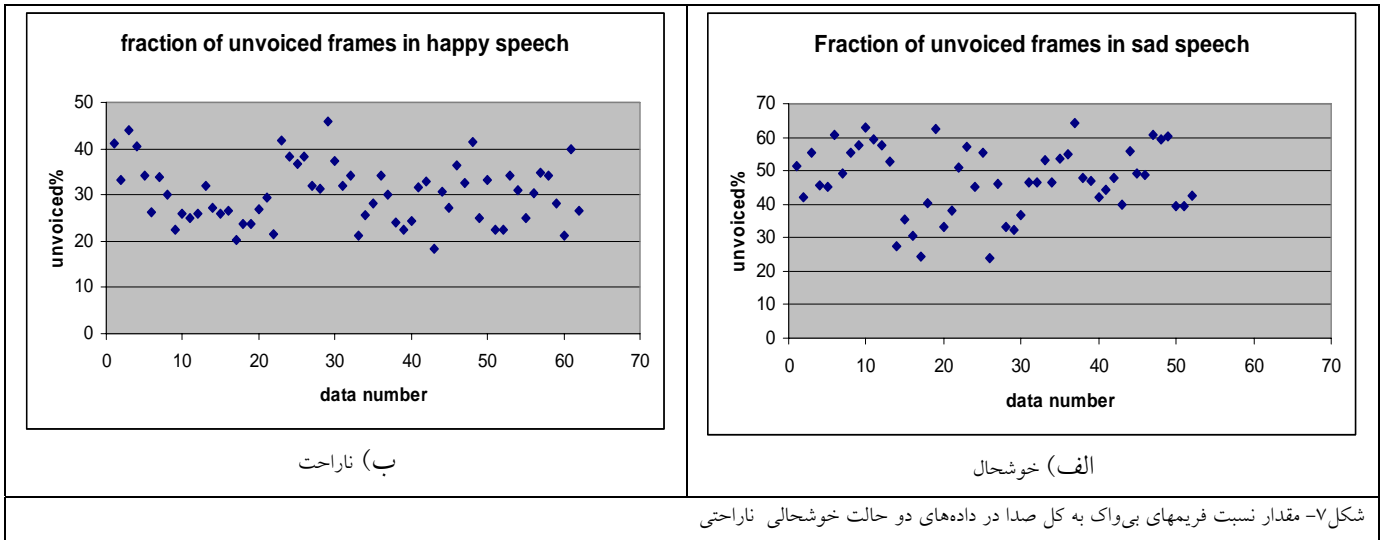 fraction of unvoiced frames in happy speech
50
40
30
20
10
0
unvoiced%
0 10 20 30 40 50 60 70
data number
ب) ناراحت
Fraction of unvoiced frames in sad speech
70
60
50
40
30
20
10
0
unvoiced%
0 10 20 30 40 50 60 70
data number
الف) خوشحال
شکل۷- مقدار نسبت فریمهای بی‌واک به کل صدا در داده‌های دو حالت خوشحالی ناراحتی